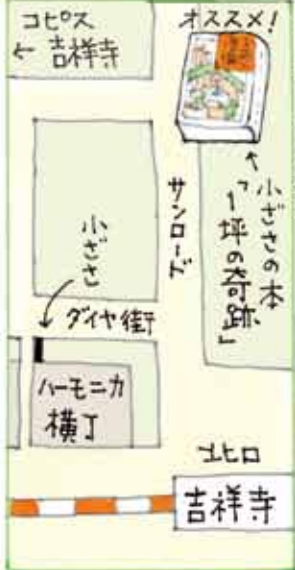 コピス
← 吉祥寺
オススメ!
小ざさの本
「1坪の奇跡」
サンロード
小ざさ
ダイヤ街
ハーモニカ
横丁
北口
吉祥寺